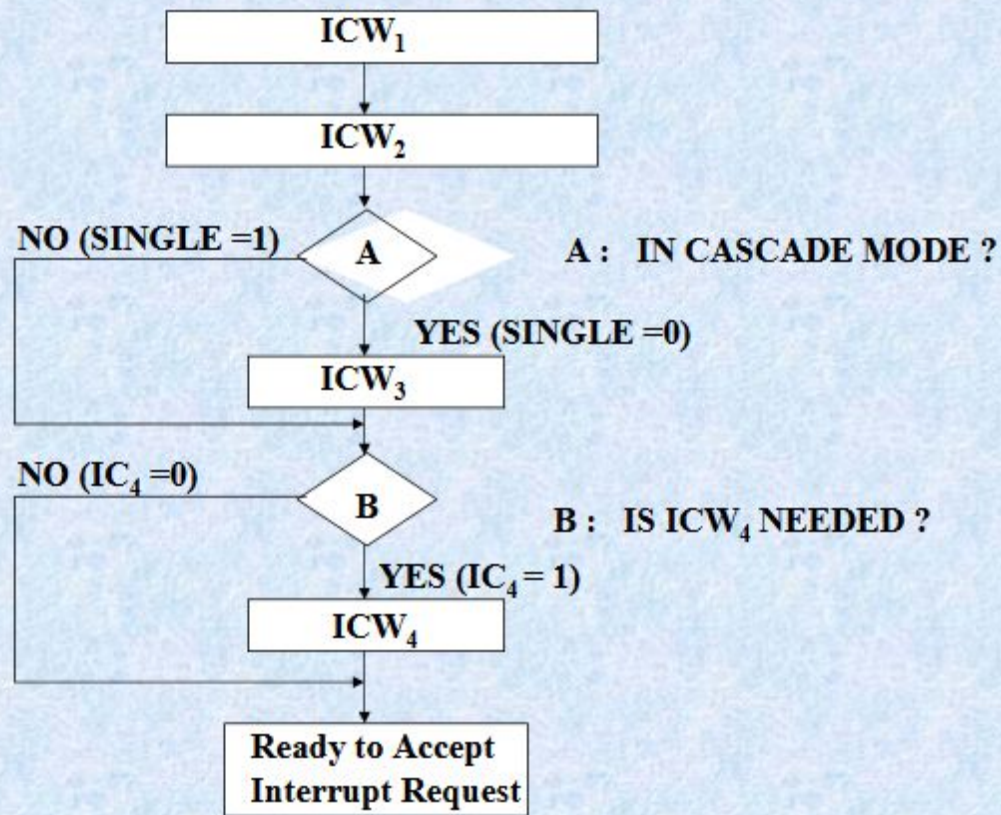 ICW₁
ICW₂
NO (SINGLE =1)
A
A : IN CASCADE MODE ?
YES (SINGLE =0)
ICW₃
NO (IC₄ =0)
B
B : IS ICW₄ NEEDED ?
YES (IC₄ = 1)
ICW₄
Ready to Accept
Interrupt Request